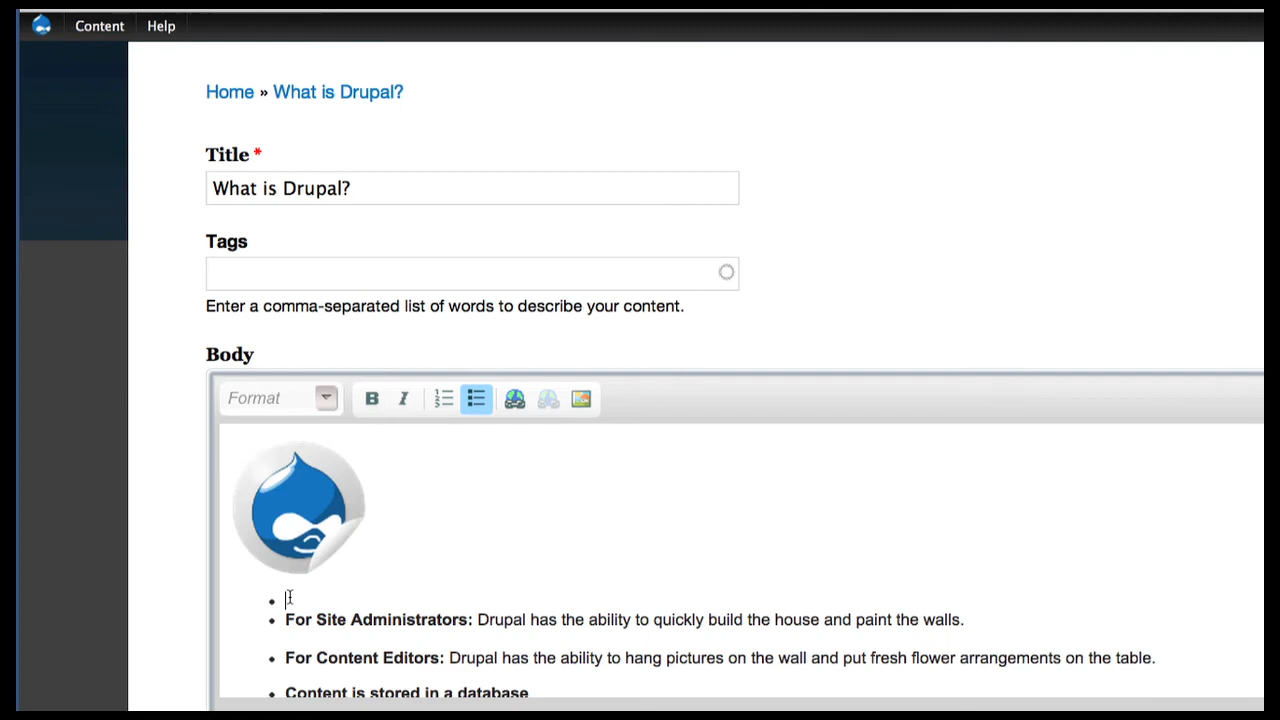 Content Help
Home » What is Drupal?
Title *
What is Drupal?
Tags
Enter a comma-separated list of words to describe your content.
Body
Format B I
• For Site Administrators: Drupal has the ability to quickly build the house and paint the walls.
• For Content Editors: Drupal has the ability to hang pictures on the wall and put fresh flower arrangements on the table.
• Content is stored in a database